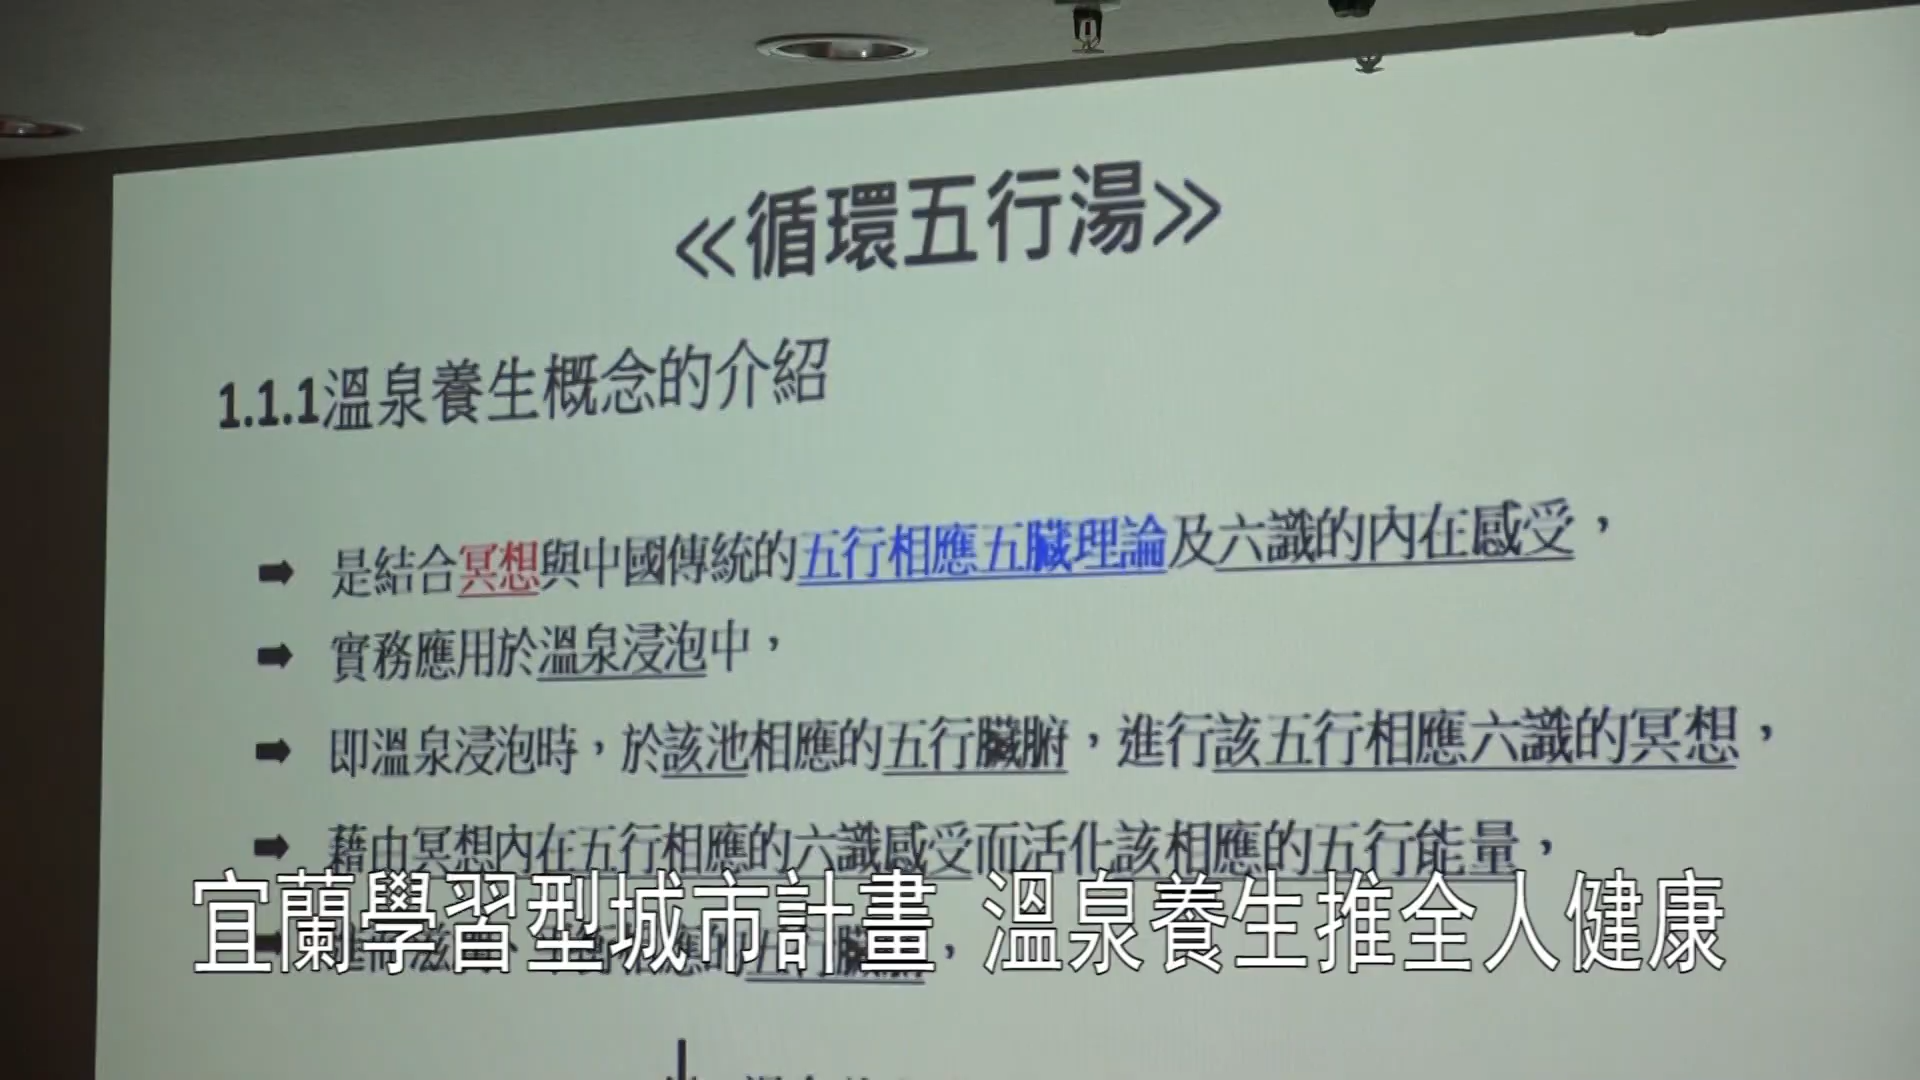 ≪循環五行湯≫
1.1.1溫泉養生概念的介紹
➡ 是結合冥想與中國傳統的五行相應五臟理論及六識的內在感受，
➡ 實務應用於溫泉浸泡中，
➡ 即溫泉浸泡時，於該池相應的五行臟腑，進行該五行相應六識的冥想，
➡ 藉由冥想內在五行相應的六識感受而活化該相應的五行能量，
的五行臟腑，
宜蘭學習型城市計畫 溫泉養生推全人健康